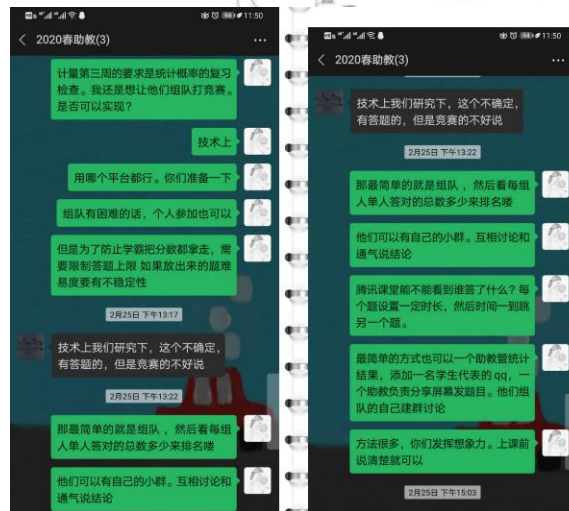 11:50
2020春助教(3)
计量第三周的要求是统计概率的复习
检查。我还是想让他们组队打竞赛。
是否可以实现？
技术上
用哪个平台都行。你们准备一下
组队有困难的话，个人参加也可以
但是为了防止学霸把分数都拿走，需
要限制答题上限 如果放出来的题难
易度要有不稳定性
2月25日 下午13:17
技术上我们研究下，这个不确定，
有答题的，但是竞赛的不好说
2月25日 下午13:22
那最简单的就是组队，然后看每组
人单人答对的总数多少来排名喽
他们可以有自己的小群。互相讨论和
通气说结论
11:50
2020春助教(3)
技术上我们研究下，这个不确定，
有答题的，但是竞赛的不好说
2月25日 下午13:22
那最简单的就是组队，然后看每组
人单人答对的总数多少来排名喽
他们可以有自己的小群。互相讨论和
通气说结论
腾讯课堂能不能看到谁答了什么？每
个题设置一定时长，然后时间一到跳
另一个题。
最简单的方式也可以一个助教管统计
结果，添加一名学生代表的qq，一
个助教负责分享屏幕发题目。他们组
队的自己建群讨论
方法很多，你们发挥想象力。上课前
说清楚就可以
2月25日 下午15:03